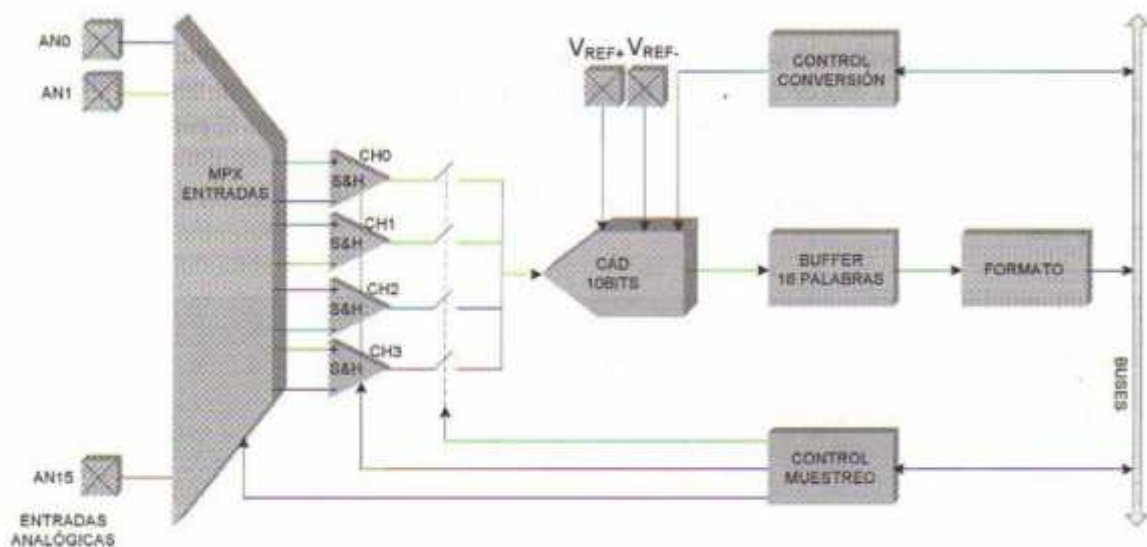 AN0
AN1
AN15
ENTRADAS
ANALÓGICAS
MPX
ENTRADAS
CH0
S&H
CH1
S&H
CH2
S&H
CH3
S&H
VREF+ VREF-
CAD
10BITS
CONTROL
CONVERSIÓN
BUFFER
16 PALABRAS
FORMATO
CONTROL
MUESTREO
BUSES